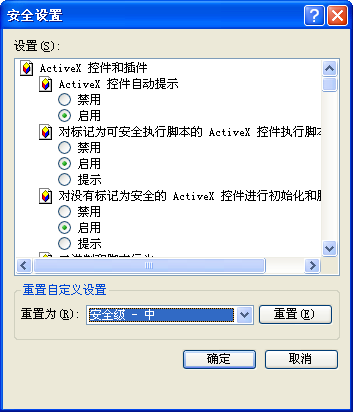 安全设置
设置(S):
ActiveX 控件和插件
ActiveX 控件自动提示
禁用
启用
对标记为可安全执行脚本的 ActiveX 控件执行脚本
禁用
启用
提示
对没有标记为安全的 ActiveX 控件进行初始化和
禁用
启用
提示
重置自定义设置
重置为(R): 安全级 - 中 重置(E)
确定 取消